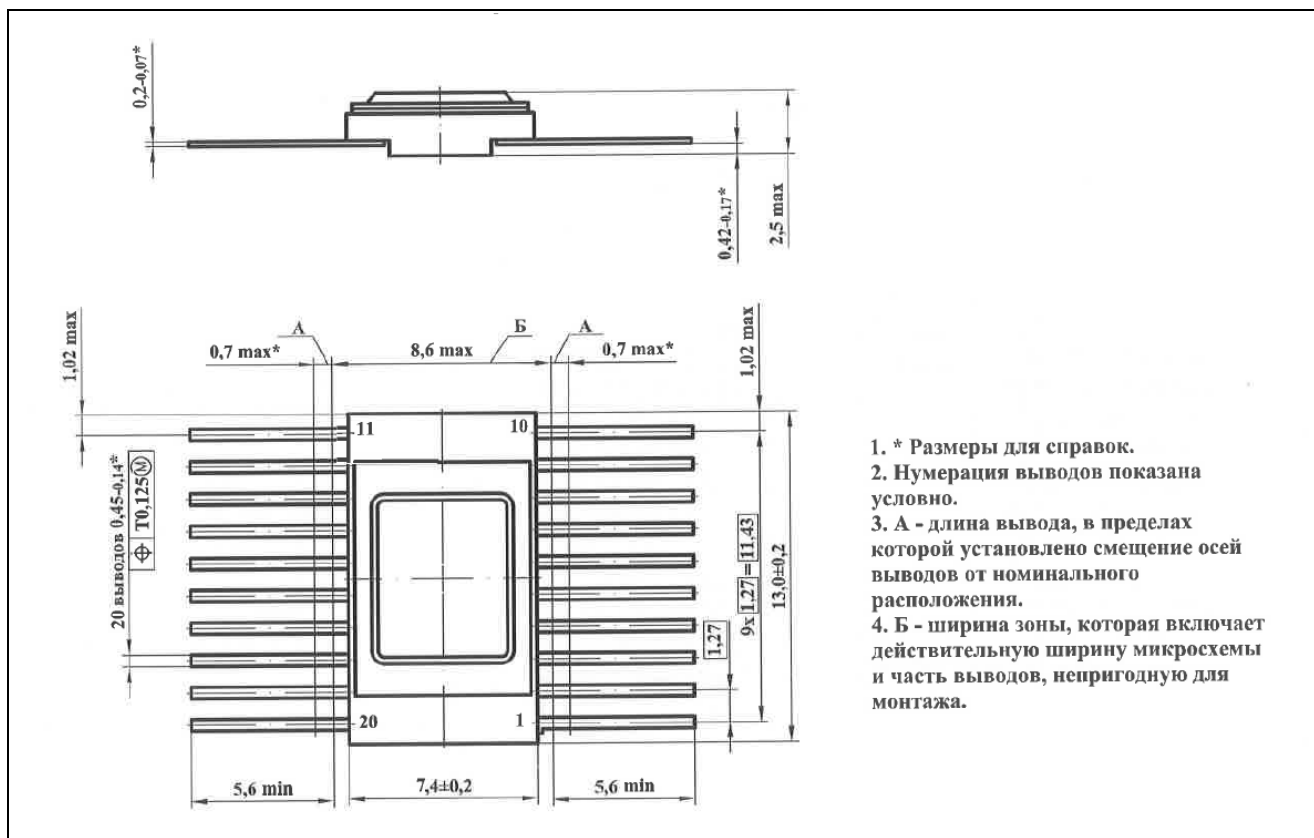 0,2-0,07*
0,42-0,17*
2,5 max
1,02 max
А
Б
А
1,02 max
0,7 max*
8,6 max
0,7 max*
11
10
20 выводов 0,45-0,14*
⌖ T0,125Ⓜ
1,27
9x 1,27=11,43
13,0±0,2
20
1
5,6 min
7,4±0,2
5,6 min
1. * Размеры для справок.
2. Нумерация выводов показана
условно.
3. А - длина вывода, в пределах
которой установлено смещение осей
выводов от номинального
расположения.
4. Б - ширина зоны, которая включает
действительную ширину микросхемы
и часть выводов, непригодную для
монтажа.